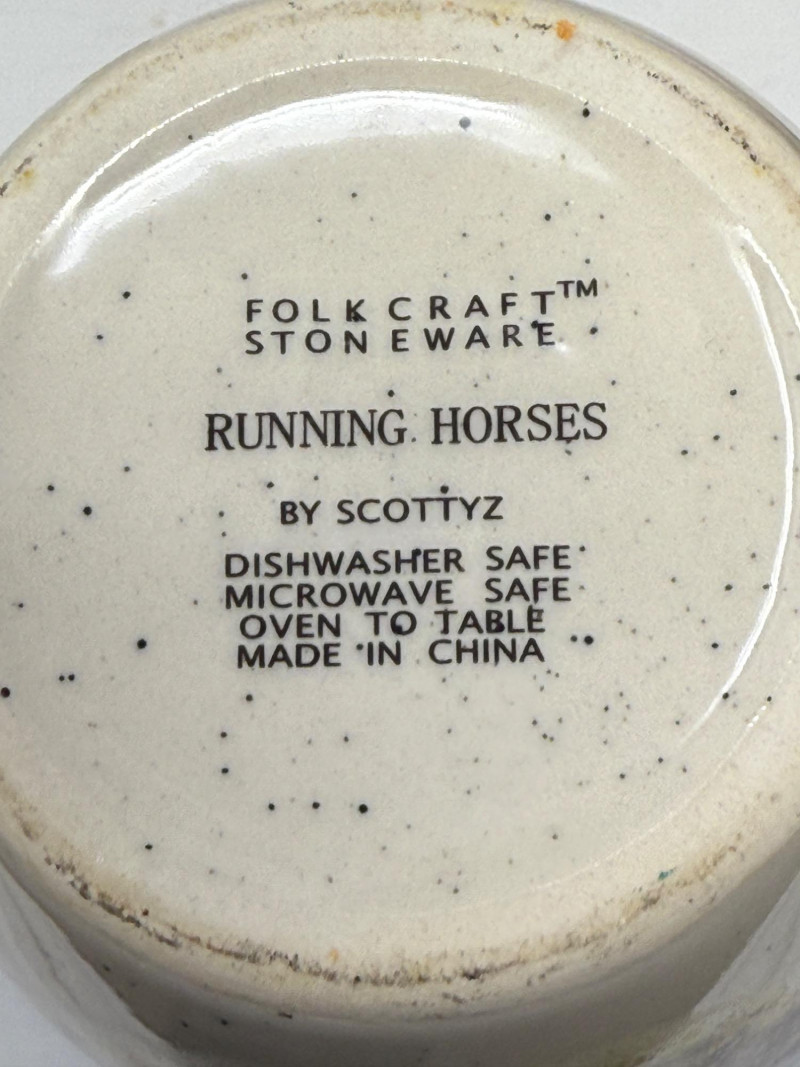 FOLK CRAFT™
STONEWARE
RUNNING HORSES
BY SCOTTYZ
DISHWASHER SAFE
MICROWAVE SAFE
OVEN TO TABLE
MADE IN CHINA